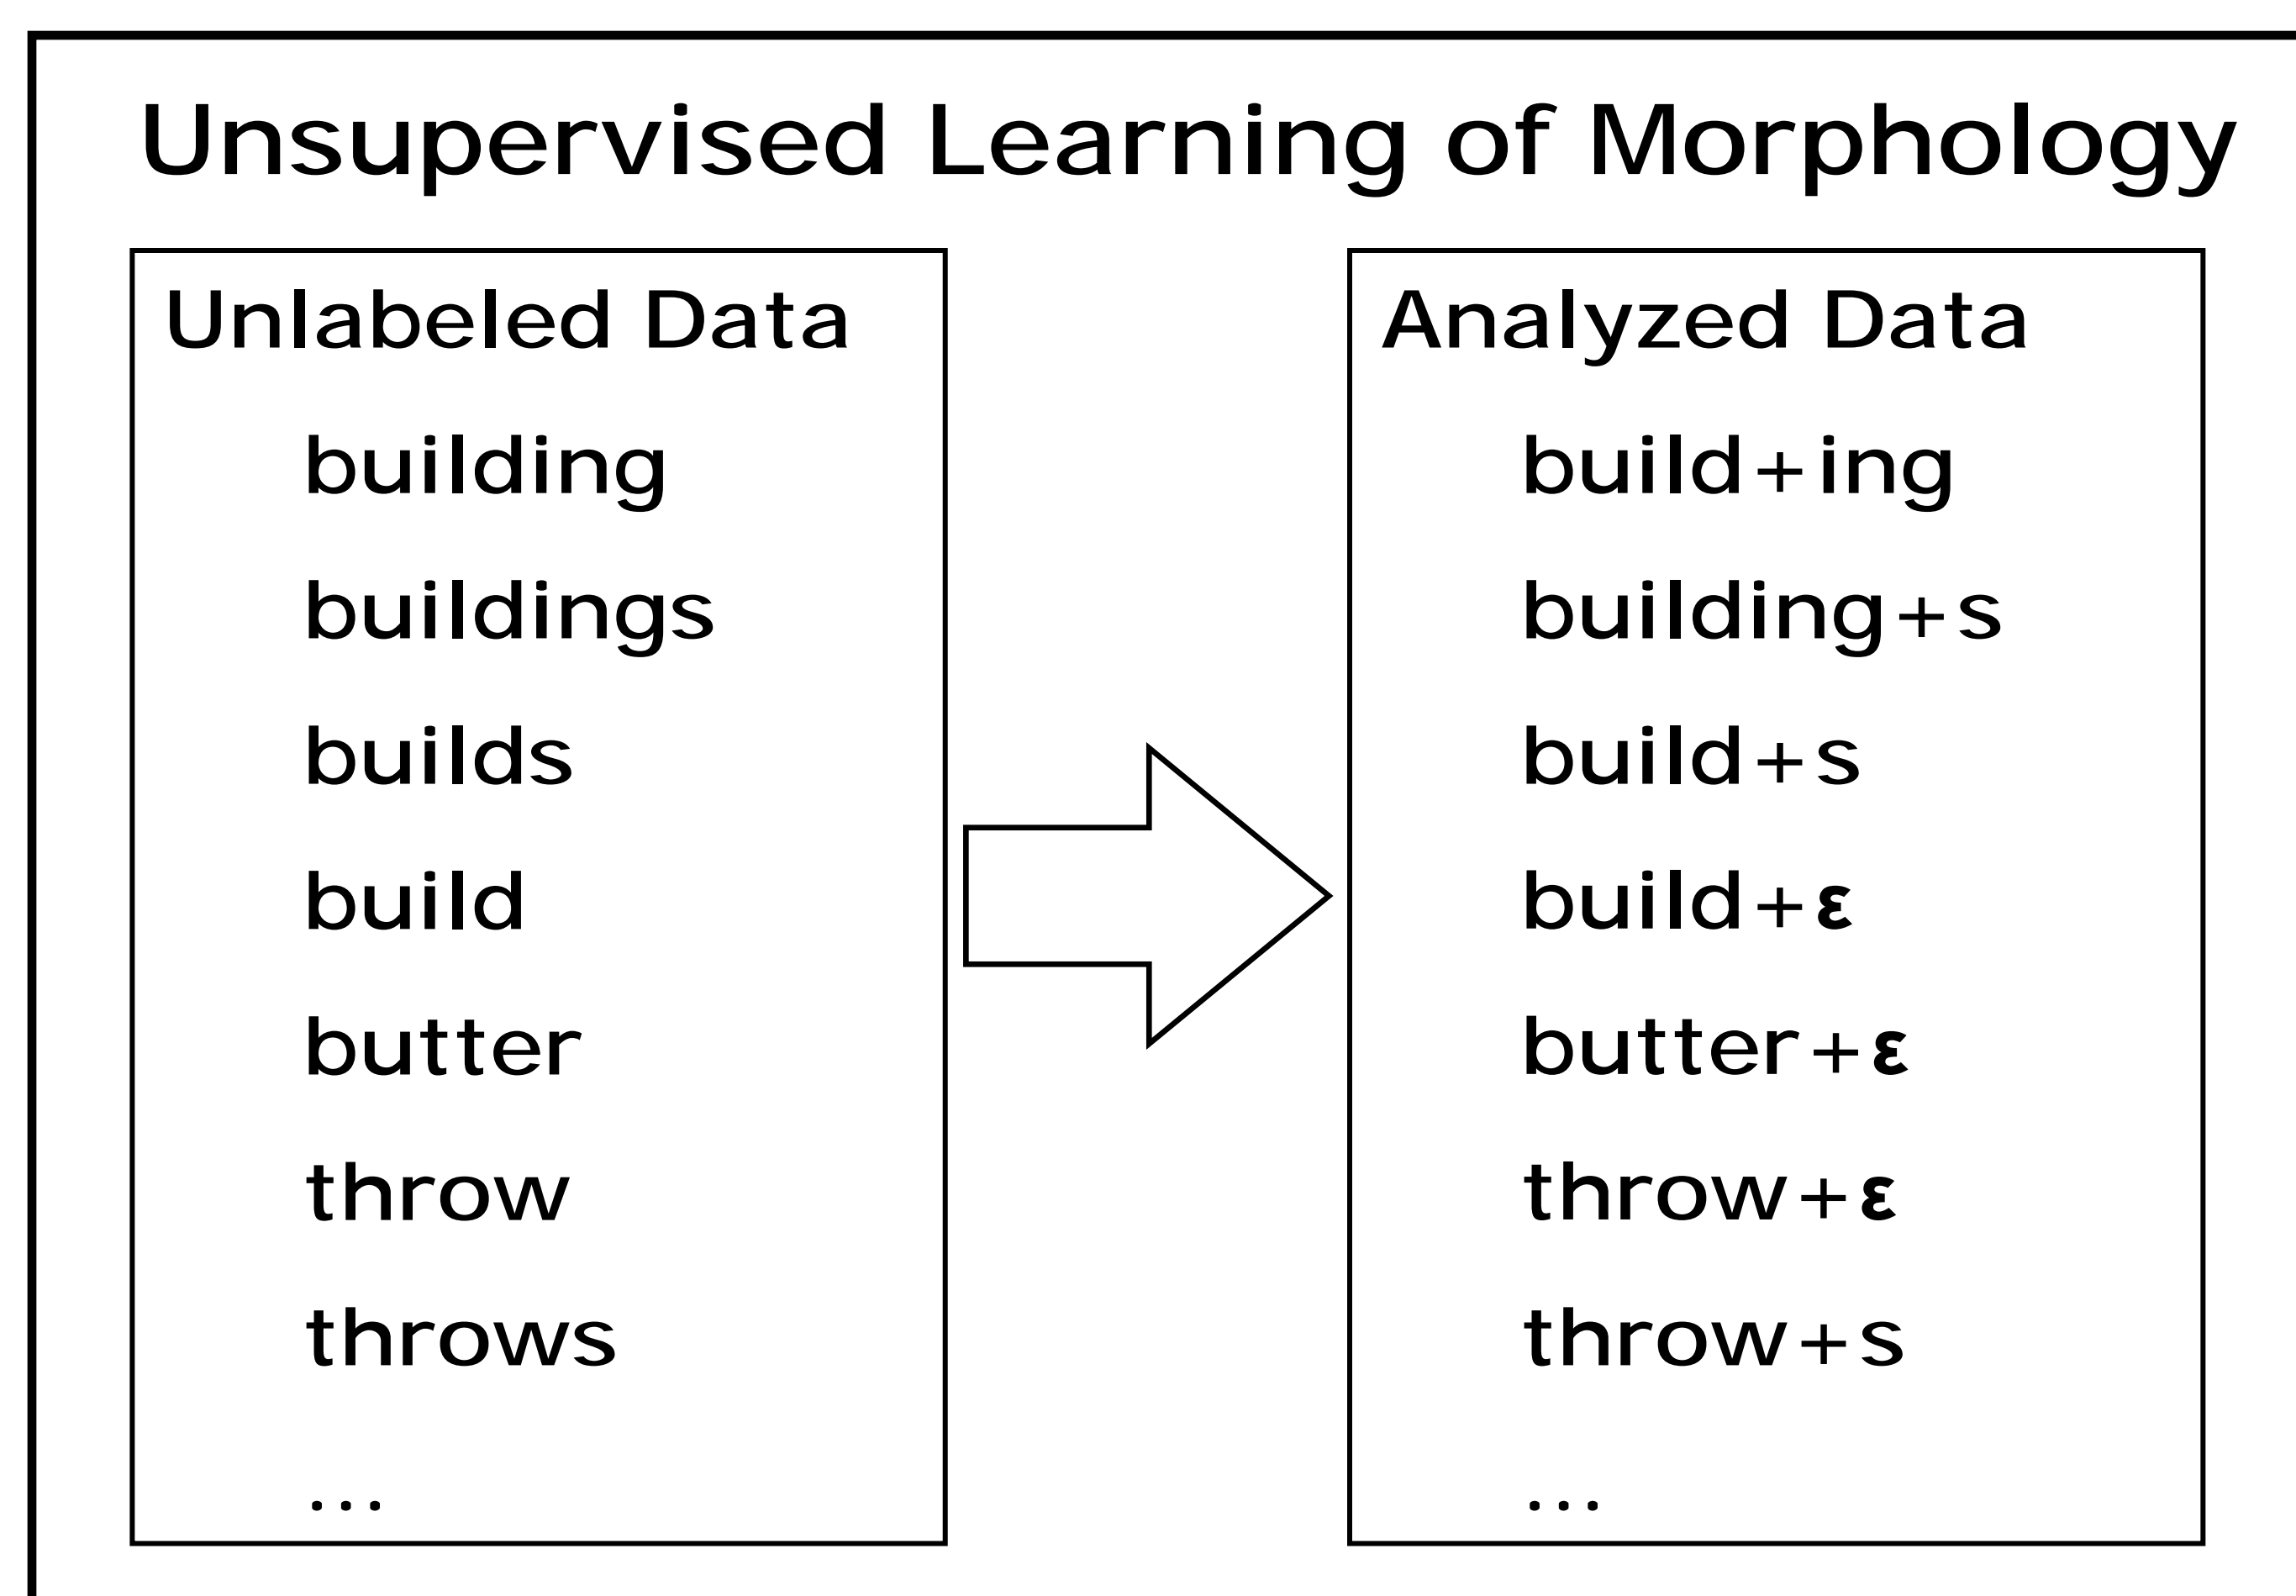 Unsupervised Learning of Morphology
Unlabeled Data
building
buildings
builds
build
butter
throw
throws
...
Analyzed Data
build+ing
building+s
build+s
build+ε
butter+ε
throw+ε
throw+s
...